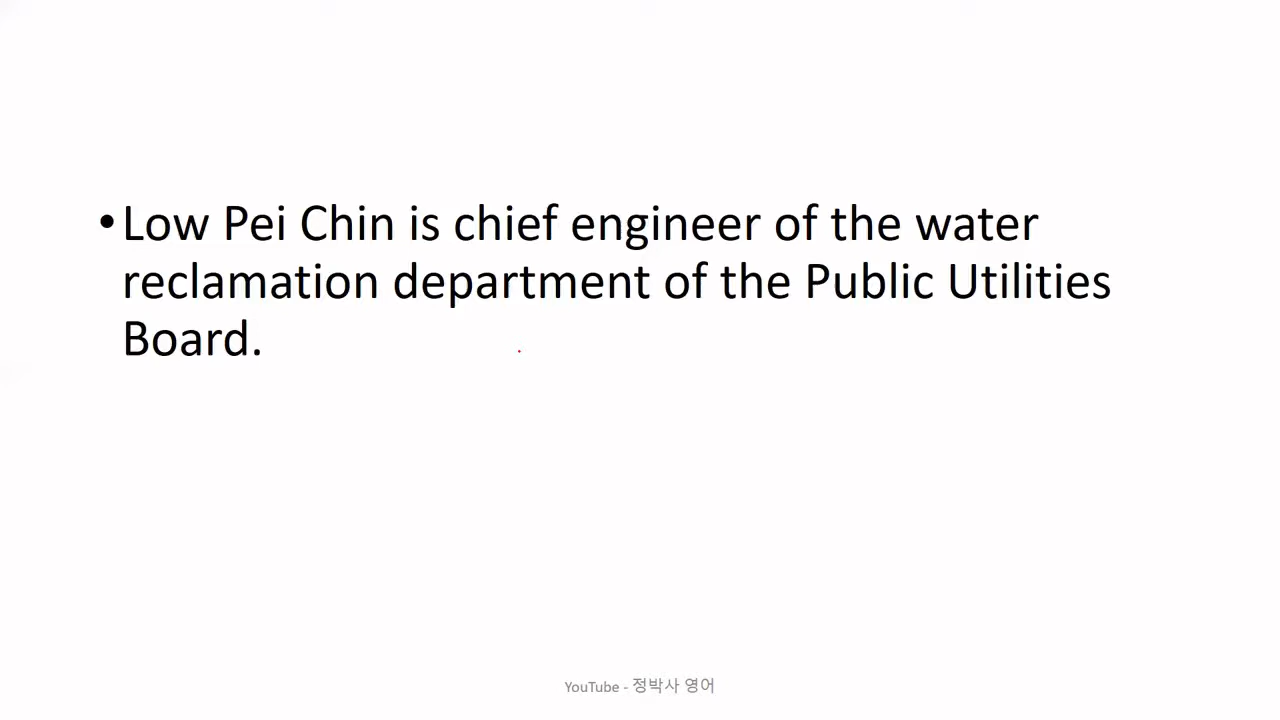 •Low Pei Chin is chief engineer of the water
reclamation department of the Public Utilities
Board.
YouTube - 정박사 영어